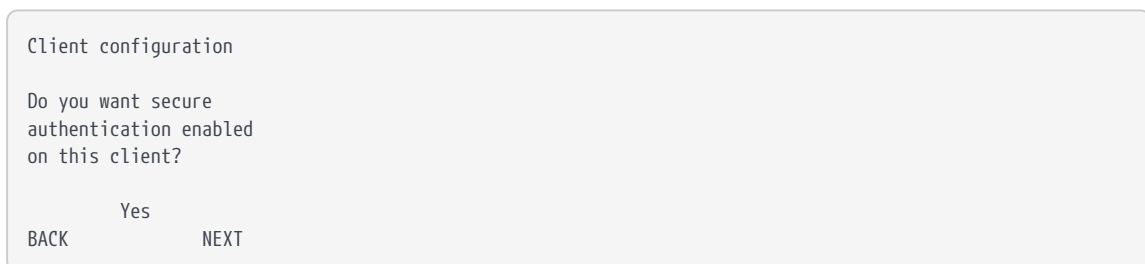 Client configuration
Do you want secure
authentication enabled
on this client?
Yes
BACK NEXT